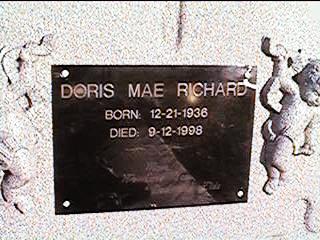 DORIS MAE RICHARD
BORN: 12-21-1936
DIED: 9-12-1998